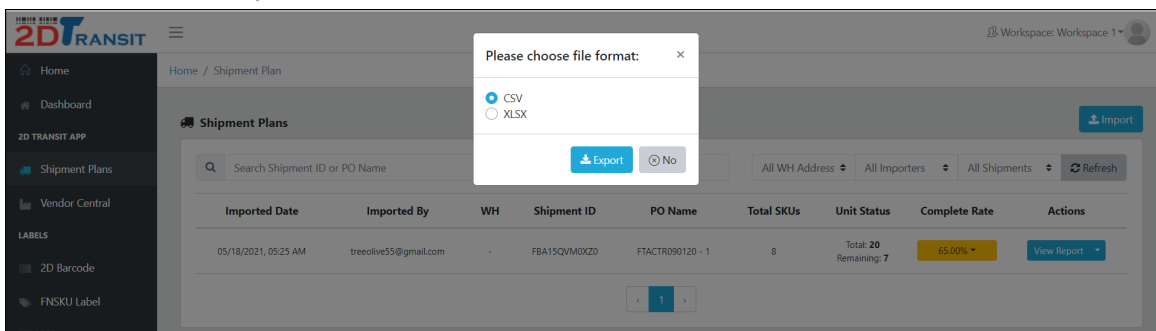 2DTRANSIT
Workspace: Workspace 1
Please choose file format: ×
CSV
XLSX
Export No
Home
Dashboard
2D TRANSIT APP
Shipment Plans
Vendor Central
LABELS
2D Barcode
FNSKU Label
Home / Shipment Plan
Shipment Plans
Import
Search Shipment ID or PO Name
All WH Address All Importers All Shipments Refresh
Imported Date Imported By WH Shipment ID PO Name Total SKUs Unit Status Complete Rate Actions
05/18/2021, 05:25 AM treeolive55@gmail.com - FBA15QVM0XZ0 FTACTR090120 - 1 8 Total: 20 65.00% View Report
Remaining: 7
‹ 1 ›